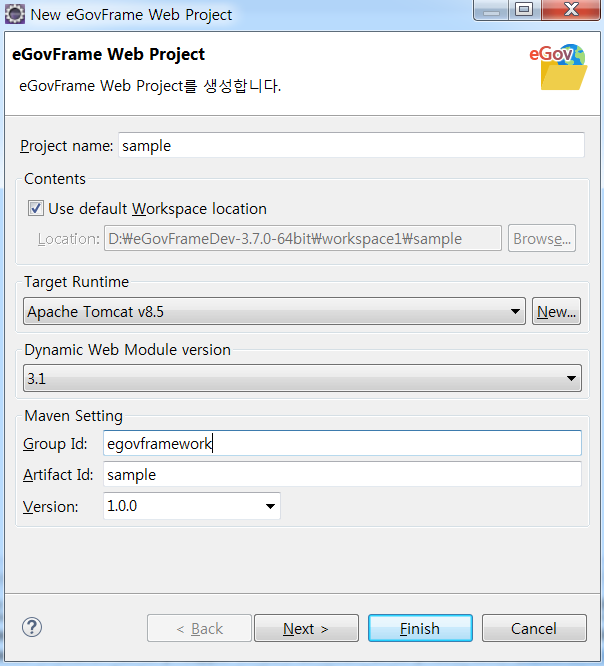 New eGovFrame Web Project
eGovFrame Web Project
eGovFrame Web Project를 생성합니다.
eGov
Project name: sample
Contents
Use default Workspace location
Location: D:₩eGovFrameDev-3.7.0-64bit₩workspace1₩sample Browse...
Target Runtime
Apache Tomcat v8.5 New...
Dynamic Web Module version
3.1
Maven Setting
Group Id: egovframework
Artifact Id: sample
Version: 1.0.0
? < Back Next > Finish Cancel